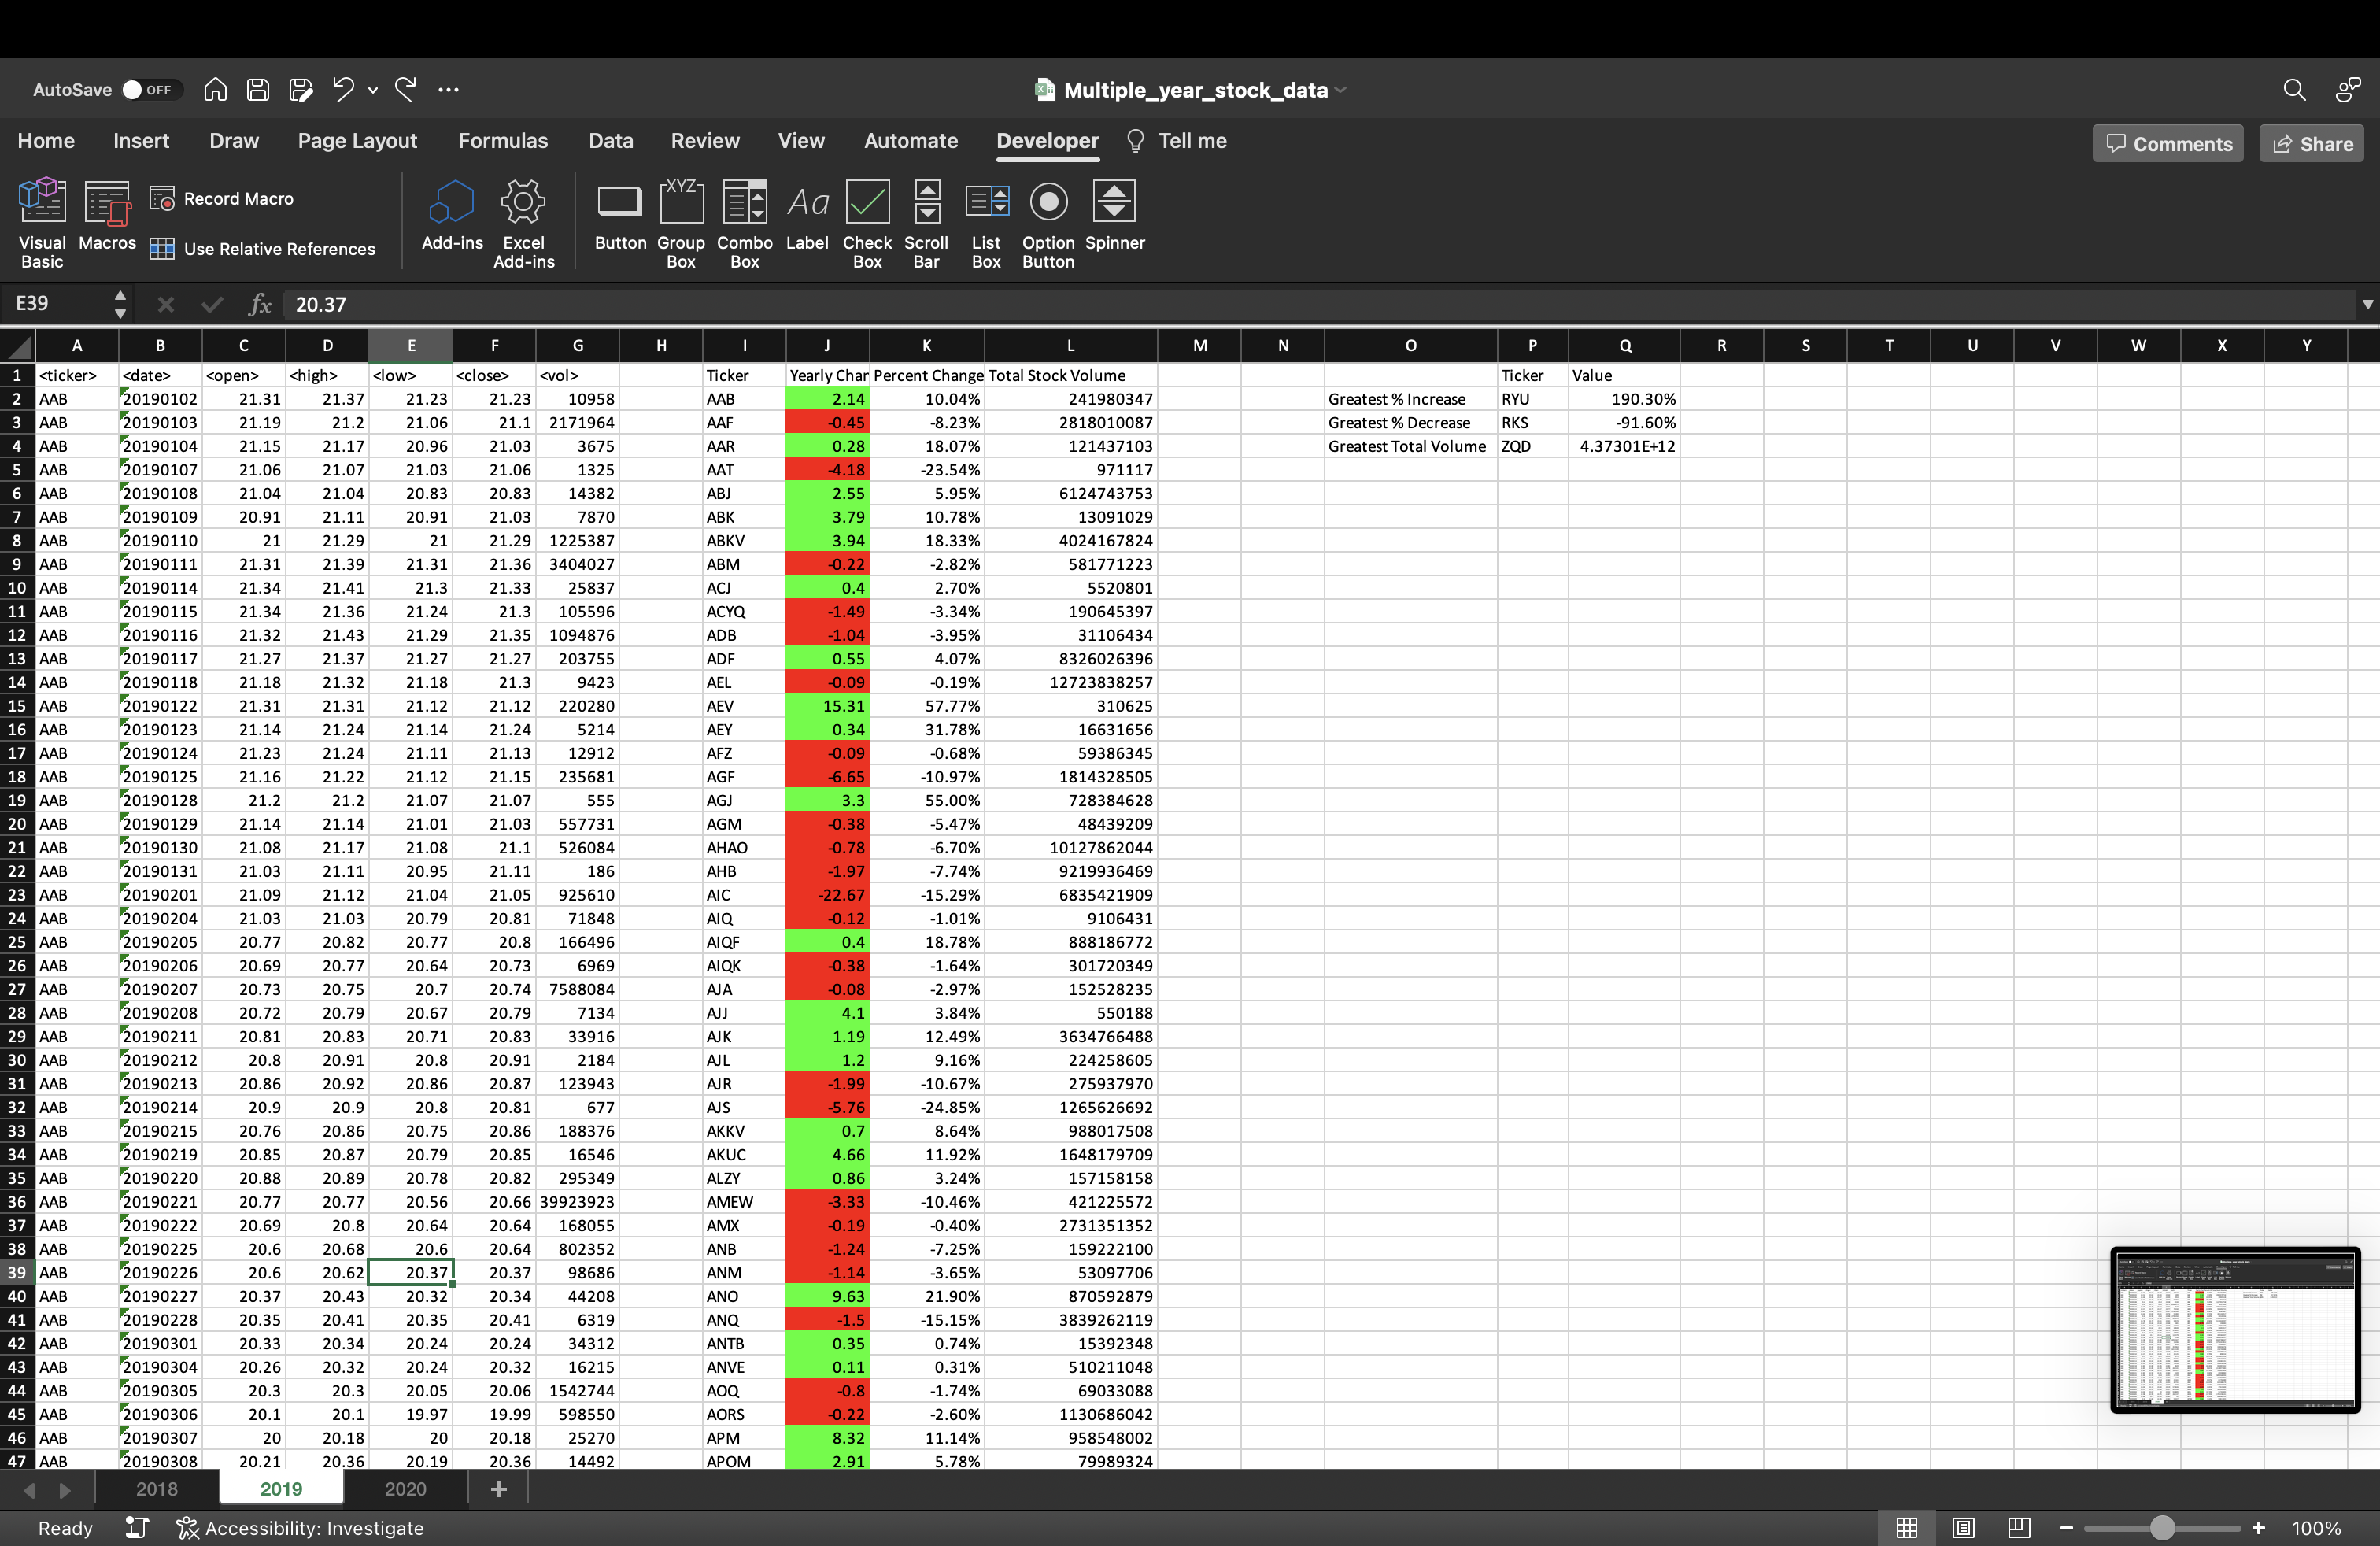 AutoSave OFF Multiple_year_stock_data
Home Insert Draw Page Layout Formulas Data Review View Automate Developer Tell me Comments Share
Visual Basic Macros Record Macro Use Relative References Add-ins Excel Add-ins Button Group Box Combo Box Label Check Box Scroll Bar List Box Option Button Spinner
E39 fx 20.37
A B C D E F G H I J K L M N O P Q R S T U V W X Y
1 <ticker> <date> <open> <high> <low> <close> <vol> Ticker Yearly Char Percent Change Total Stock Volume Ticker Value
2 AAB 20190102 21.31 21.37 21.23 21.23 10958 AAB 2.14 10.04% 241980347 Greatest % Increase RYU 190.30%
3 AAB 20190103 21.19 21.2 21.06 21.1 2171964 AAF -0.45 -8.23% 2818010087 Greatest % Decrease RKS -91.60%
4 AAB 20190104 21.15 21.17 20.96 21.03 3675 AAR 0.28 18.07% 121437103 Greatest Total Volume ZQD 4.37301E+12
5 AAB 20190107 21.06 21.07 21.03 21.06 1325 AAT -4.18 -23.54% 971117
6 AAB 20190108 21.04 21.04 20.83 20.83 14382 ABJ 2.55 5.95% 6124743753
7 AAB 20190109 20.91 21.11 20.91 21.03 7870 ABK 3.79 10.78% 13091029
8 AAB 20190110 21 21.29 21 21.29 1225387 ABKV 3.94 18.33% 4024167824
9 AAB 20190111 21.31 21.39 21.31 21.36 3404027 ABM -0.22 -2.82% 581771223
10 AAB 20190114 21.34 21.41 21.3 21.33 25837 ACJ 0.4 2.70% 5520801
11 AAB 20190115 21.34 21.36 21.24 21.3 105596 ACYQ -1.49 -3.34% 190645397
12 AAB 20190116 21.32 21.43 21.29 21.35 1094876 ADB -1.04 -3.95% 31106434
13 AAB 20190117 21.27 21.37 21.27 21.27 203755 ADF 0.55 4.07% 8326026396
14 AAB 20190118 21.18 21.32 21.18 21.3 9423 AEL -0.09 -0.19% 12723838257
15 AAB 20190122 21.31 21.31 21.12 21.12 220280 AEV 15.31 57.77% 310625
16 AAB 20190123 21.14 21.24 21.14 21.24 5214 AEY 0.34 31.78% 16631656
17 AAB 20190124 21.23 21.24 21.11 21.13 12912 AFZ -0.09 -0.68% 59386345
18 AAB 20190125 21.16 21.22 21.12 21.15 235681 AGF -6.65 -10.97% 1814328505
19 AAB 20190128 21.2 21.2 21.07 21.07 555 AGJ 3.3 55.00% 728384628
20 AAB 20190129 21.14 21.14 21.01 21.03 557731 AGM -0.38 -5.47% 48439209
21 AAB 20190130 21.08 21.17 21.08 21.1 526084 AHAO -0.78 -6.70% 10127862044
22 AAB 20190131 21.03 21.11 20.95 21.11 186 AHB -1.97 -7.74% 9219936469
23 AAB 20190201 21.09 21.12 21.04 21.05 925610 AIC -22.67 -15.29% 6835421909
24 AAB 20190204 21.03 21.03 20.79 20.81 71848 AIQ -0.12 -1.01% 9106431
25 AAB 20190205 20.77 20.82 20.77 20.8 166496 AIQF 0.4 18.78% 888186772
26 AAB 20190206 20.69 20.77 20.64 20.73 6969 AIQK -0.38 -1.64% 301720349
27 AAB 20190207 20.73 20.75 20.7 20.74 7588084 AJA -0.08 -2.97% 152528235
28 AAB 20190208 20.72 20.79 20.67 20.79 7134 AJJ 4.1 3.84% 550188
29 AAB 20190211 20.81 20.83 20.71 20.83 33916 AJK 1.19 12.49% 3634766488
30 AAB 20190212 20.8 20.91 20.8 20.91 2184 AJL 1.2 9.16% 224258605
31 AAB 20190213 20.86 20.92 20.86 20.87 123943 AJR -1.99 -10.67% 275937970
32 AAB 20190214 20.9 20.9 20.8 20.81 677 AJS -5.76 -24.85% 1265626692
33 AAB 20190215 20.76 20.86 20.75 20.86 188376 AKKV 0.7 8.64% 988017508
34 AAB 20190219 20.85 20.87 20.79 20.85 16546 AKUC 4.66 11.92% 1648179709
35 AAB 20190220 20.88 20.89 20.78 20.82 295349 ALZY 0.86 3.24% 157158158
36 AAB 20190221 20.77 20.77 20.56 20.66 39923923 AMEW -3.33 -10.46% 421225572
37 AAB 20190222 20.69 20.8 20.64 20.64 168055 AMX -0.19 -0.40% 2731351352
38 AAB 20190225 20.6 20.68 20.6 20.64 802352 ANB -1.24 -7.25% 159222100
39 AAB 20190226 20.6 20.62 20.37 20.37 98686 ANM -1.14 -3.65% 53097706
40 AAB 20190227 20.37 20.43 20.32 20.34 44208 ANO 9.63 21.90% 870592879
41 AAB 20190228 20.35 20.41 20.35 20.41 6319 ANQ -1.5 -15.15% 3839262119
42 AAB 20190301 20.33 20.34 20.24 20.24 34312 ANTB 0.35 0.74% 15392348
43 AAB 20190304 20.26 20.32 20.24 20.32 16215 ANVE 0.11 0.31% 510211048
44 AAB 20190305 20.3 20.3 20.05 20.06 1542744 AOQ -0.8 -1.74% 69033088
45 AAB 20190306 20.1 20.1 19.97 19.99 598550 AORS -0.22 -2.60% 1130686042
46 AAB 20190307 20 20.18 20 20.18 25270 APM 8.32 11.14% 958548002
47 AAB 20190308 20.21 20.36 20.19 20.36 14492 APOM 2.91 5.78% 79989324
2018 2019 2020 +
Ready Accessibility: Investigate 100%